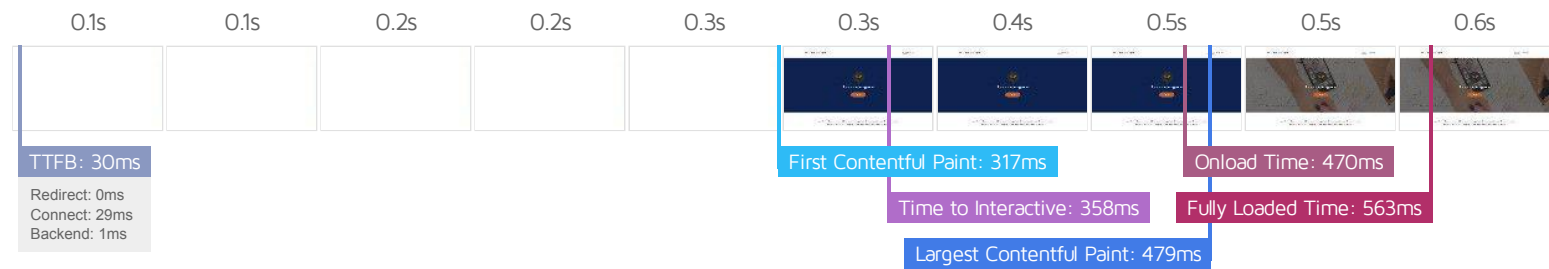 0.1s 0.1s 0.2s 0.2s 0.3s 0.3s 0.4s 0.5s 0.5s 0.6s
TTFB: 30ms
Redirect: 0ms
Connect: 29ms
Backend: 1ms
First Contentful Paint: 317ms
Onload Time: 470ms
Time to Interactive: 358ms
Fully Loaded Time: 563ms
Largest Contentful Paint: 479ms